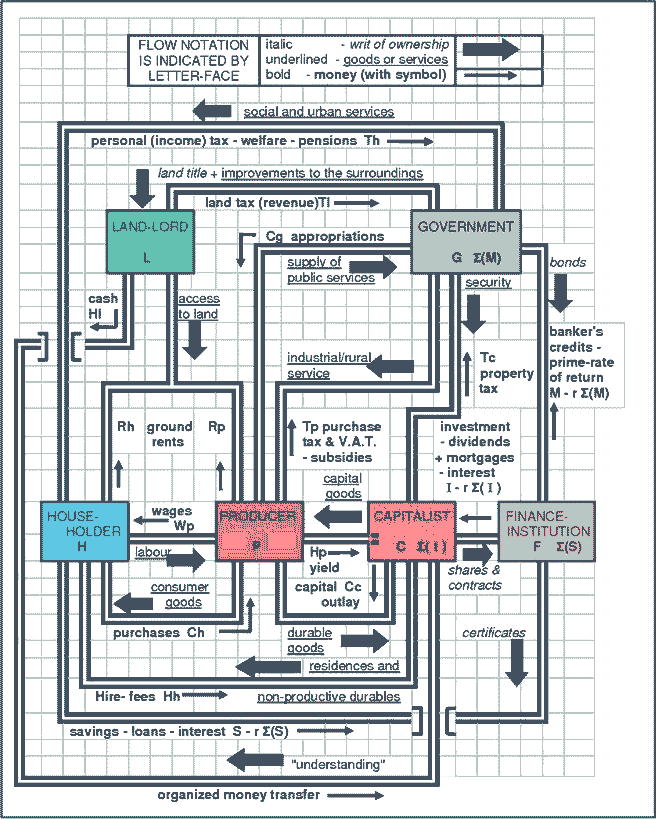 FLOW NOTATION
IS INDICATED BY
LETTER-FACE
italic - writ of ownership
underlined - goods or services
bold - money (with symbol)
social and urban services
personal (income) tax - welfare - pensions Th
land title + improvements to the surroundings
land tax (revenue)Tl
LAND-LORD
L
GOVERNMENT
G Σ(M)
Cg appropriations
supply of
public services
security
bonds
cash
Hl
access
to land
industrial/rural
service
Tc
property
tax
banker's
credits -
prime-rate
of return
M - r Σ(M)
Rh ground
rents
Rp
Tp purchase
tax & V.A.T.
- subsidies
investment
- dividends
+ mortgages
- interest
I - r Σ( I )
capital
goods
HOUSE-
HOLDER
H
wages
Wp
labour
PRODUCER
P
Hp
yield
CAPITALIST
C Σ( I )
FINANCE-
INSTITUTION
F Σ(S)
shares &
contracts
capital Cc
outlay
consumer
goods
purchases Ch
durable
goods
certificates
residences and
Hire- fees Hh
non-productive durables
savings - loans - interest S - r Σ(S)
"understanding"
organized money transfer